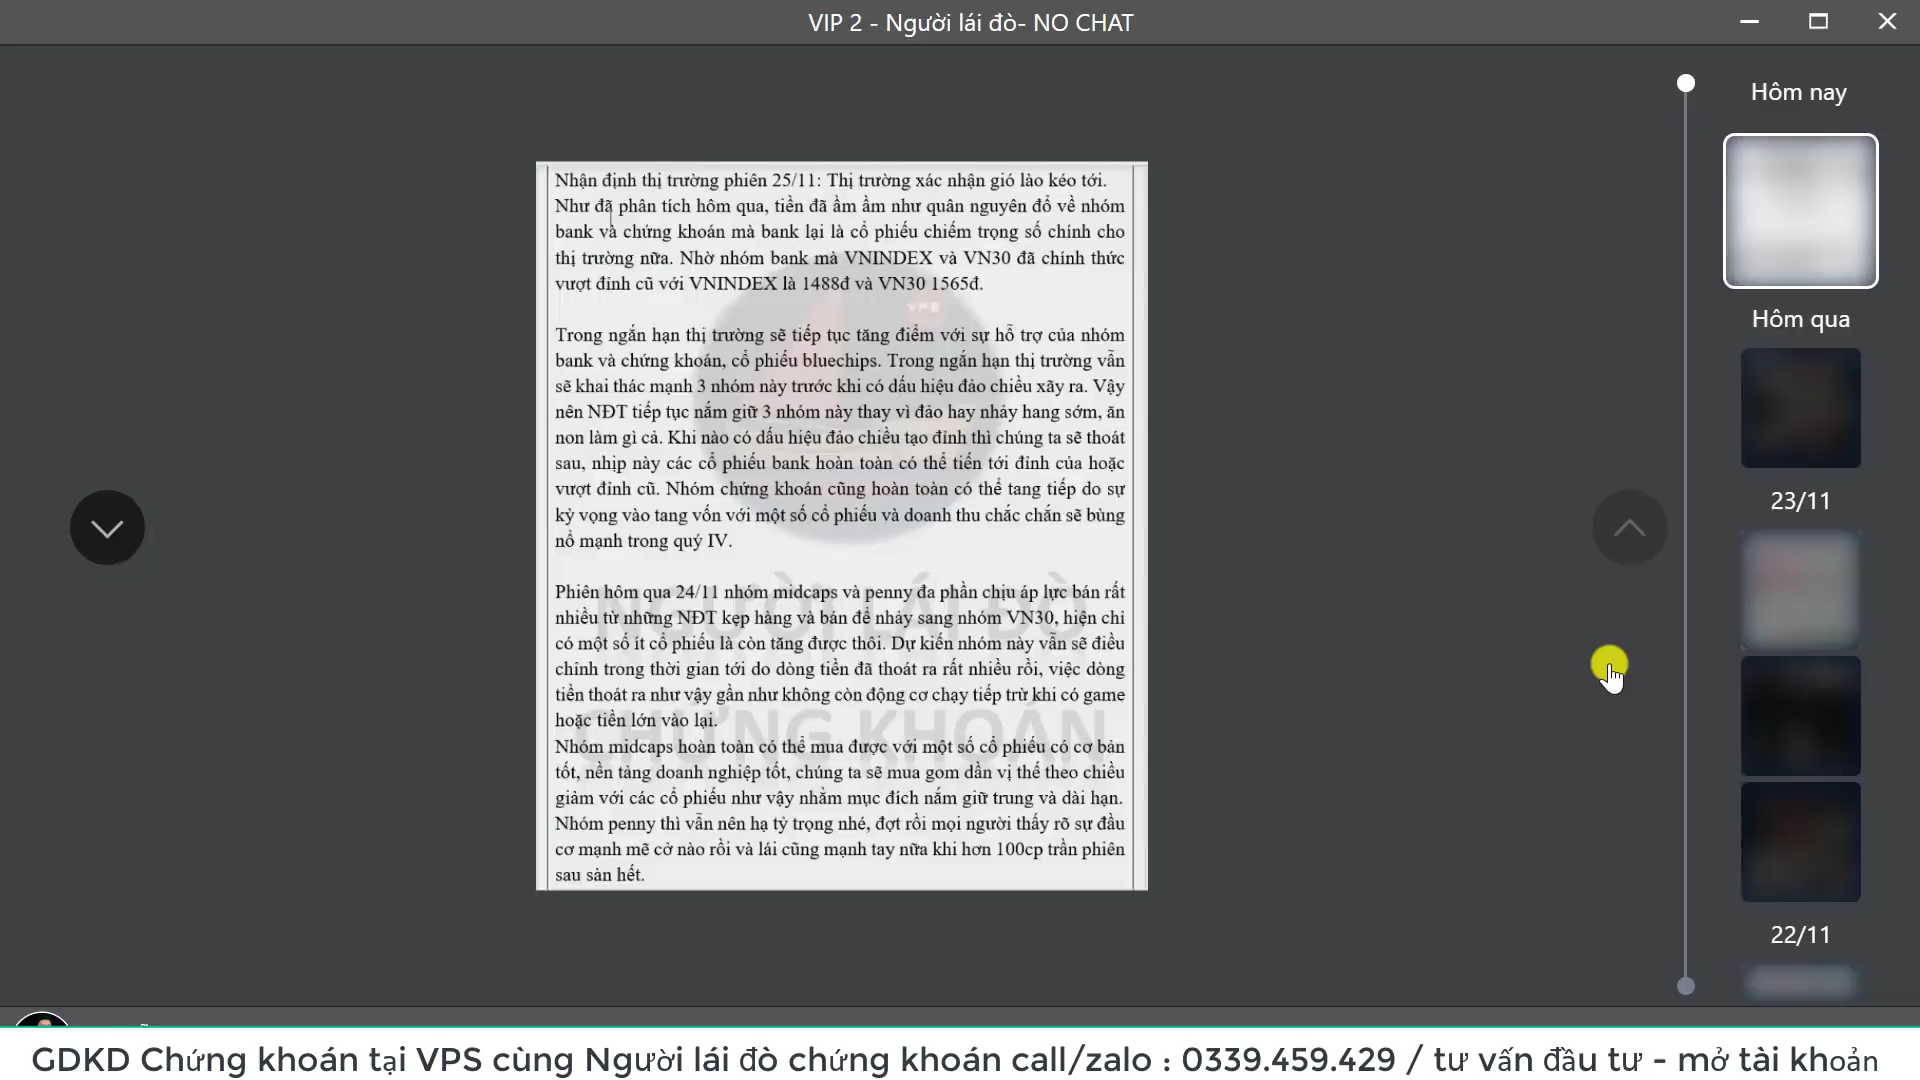 VIP 2 - Người lái đò- NO CHAT
Hôm nay
Nhận định thị trường phiên 25/11: Thị trường xác nhận gió lào kéo tới.
Như đã phân tích hôm qua, tiền đã ầm ầm như quân nguyên đổ về nhóm
bank và chứng khoán mà bank lại là cổ phiếu chiếm trọng số chính cho
thị trường nữa. Nhờ nhóm bank mà VNINDEX và VN30 đã chính thức
vượt đỉnh cũ với VNINDEX là 1488đ và VN30 1565đ.
VPS
Hôm qua
Trong ngắn hạn thị trường sẽ tiếp tục tăng điểm với sự hỗ trợ của nhóm
bank và chứng khoán, cổ phiếu bluechips. Trong ngắn hạn thị trường vẫn
sẽ khai thác mạnh 3 nhóm này trước khi có dấu hiệu đảo chiều xãy ra. Vậy
nên NĐT tiếp tục nắm giữ 3 nhóm này thay vì đảo hay nhảy hang sớm, ăn
non làm gì cả. Khi nào có dấu hiệu đảo chiều tạo đỉnh thì chúng ta sẽ thoát
sau, nhịp này các cổ phiếu bank hoàn toàn có thể tiến tới đỉnh của hoặc
vượt đỉnh cũ. Nhóm chứng khoán cũng hoàn toàn có thể tang tiếp do sự
kỳ vọng vào tang vốn với một số cổ phiếu và doanh thu chắc chắn sẽ bùng
nổ mạnh trong quý IV.
23/11
Phiên hôm qua 24/11 nhóm midcaps và penny đa phần chịu áp lực bán rất
nhiều từ những NĐT kẹp hàng và bán để nhảy sang nhóm VN30, hiện chỉ
có một số ít cổ phiếu là còn tăng được thôi. Dự kiến nhóm này vẫn sẽ điều
chỉnh trong thời gian tới do dòng tiền đã thoát ra rất nhiều rồi, việc dòng
tiền thoát ra như vậy gần như không còn động cơ chạy tiếp trừ khi có game
hoặc tiền lớn vào lại.
Nhóm midcaps hoàn toàn có thể mua được với một số cổ phiếu có cơ bản
tốt, nền tảng doanh nghiệp tốt, chúng ta sẽ mua gom dần vị thế theo chiều
giảm với các cổ phiếu như vậy nhằm mục đích nắm giữ trung và dài hạn.
Nhóm penny thì vẫn nên hạ tỷ trọng nhé, đợt rồi mọi người thấy rõ sự đầu
cơ mạnh mẽ cở nào rồi và lái cũng mạnh tay nữa khi hơn 100cp trần phiên
sau sàn hết.
NGƯỜI LÁI ĐÒ
CHỨNG KHOÁN
22/11
GDKD Chứng khoán tại VPS cùng Người lái đò chứng khoán call/zalo : 0339.459.429 / tư vấn đầu tư - mở tài khoản